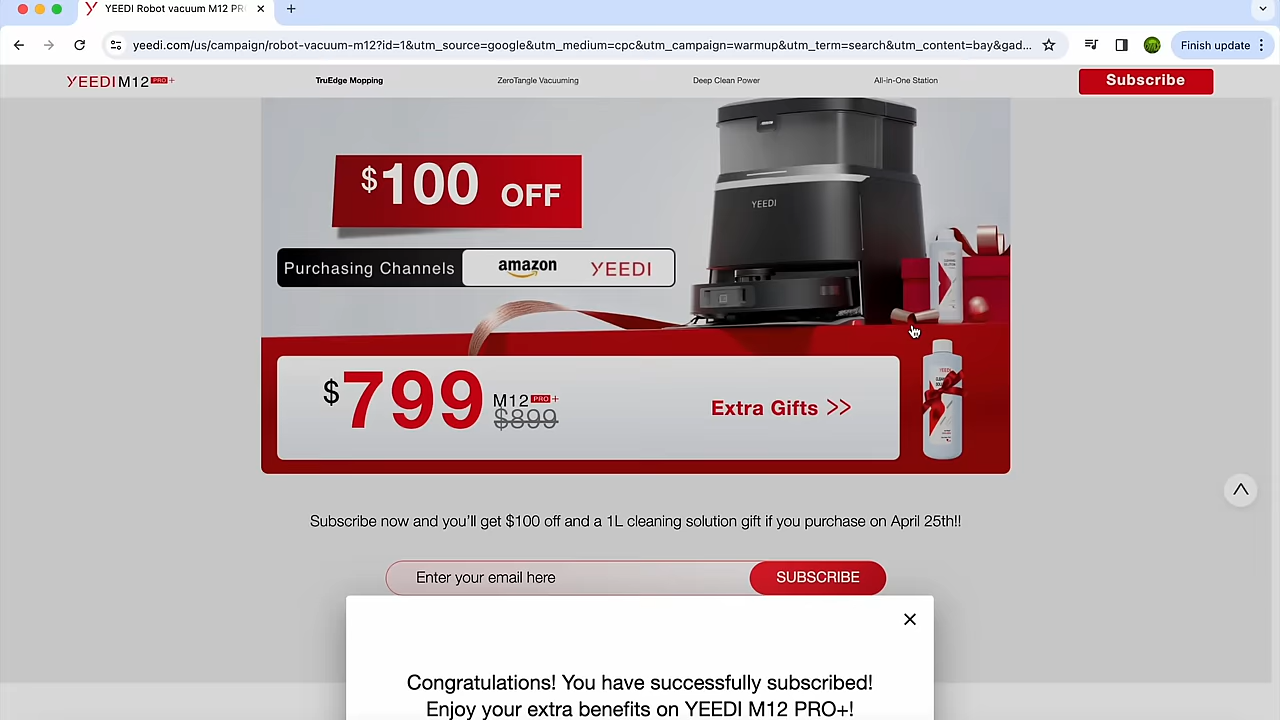 YEEDI Robot vacuum M12 PR
yeedi.com/us/campaign/robot-vacuum-m12?id=1&utm_source=google&utm_medium=cpc&utm_campaign=warmup&utm_term=search&utm_content=bay&gad...
Finish update
YEEDI M12 PRO+
TruEdge Mopping
ZeroTangle Vacuuming
Deep Clean Power
All-in-One Station
Subscribe
$100 OFF
YEEDI
Purchasing Channels
amazon
YEEDI
$799
M12 PRO+
$899
Extra Gifts >>
YEEDI
Subscribe now and you'll get $100 off and a 1L cleaning solution gift if you purchase on April 25th!!
Enter your email here
SUBSCRIBE
Congratulations! You have successfully subscribed!
Enjoy your extra benefits on YEEDI M12 PRO+!